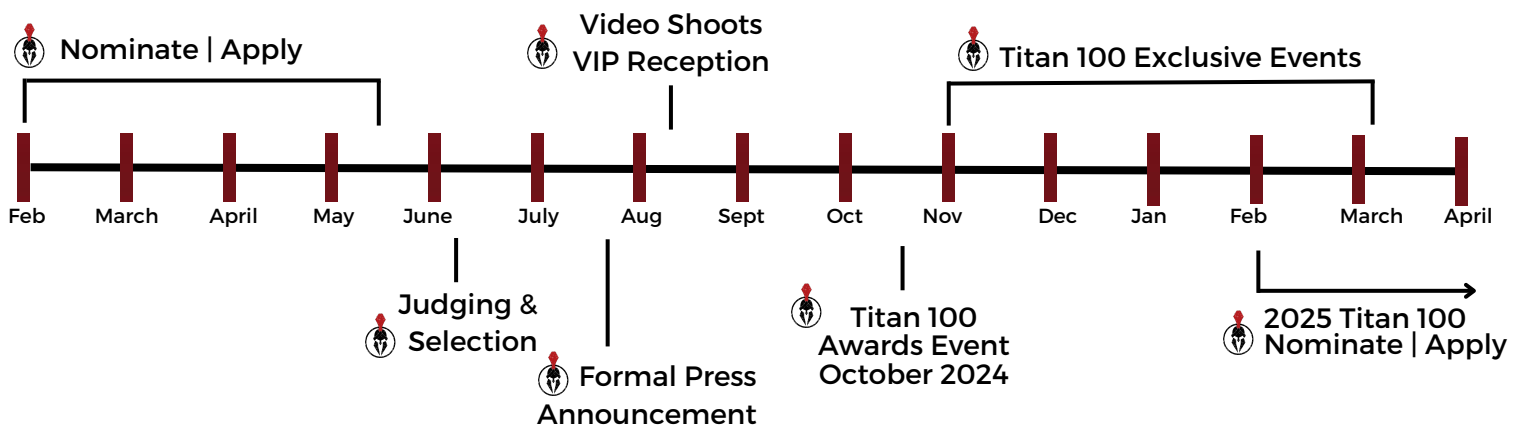 Nominate | Apply
Video Shoots
VIP Reception
Titan 100 Exclusive Events
Feb
March
April
May
June
July
Aug
Sept
Oct
Nov
Dec
Jan
Feb
March
April
Judging &
Selection
Formal Press
Announcement
Titan 100
Awards Event
October 2024
2025 Titan 100
Nominate | Apply